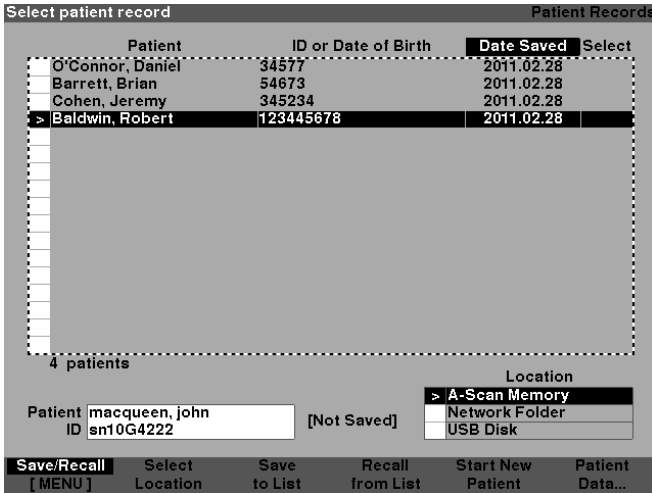 Select patient record Patient Records
Patient ID or Date of Birth Date Saved Select
O'Connor, Daniel 34577 2011.02.28
Barrett, Brian 54673 2011.02.28
Cohen, Jeremy 345234 2011.02.28
> Baldwin, Robert 123445678 2011.02.28
4 patients
Location
> A-Scan Memory
Network Folder
USB Disk
Patient macqueen, john [Not Saved]
ID sn10G4222
Save/Recall Select Save Recall Start New Patient
[MENU] Location to List from List Patient Data...